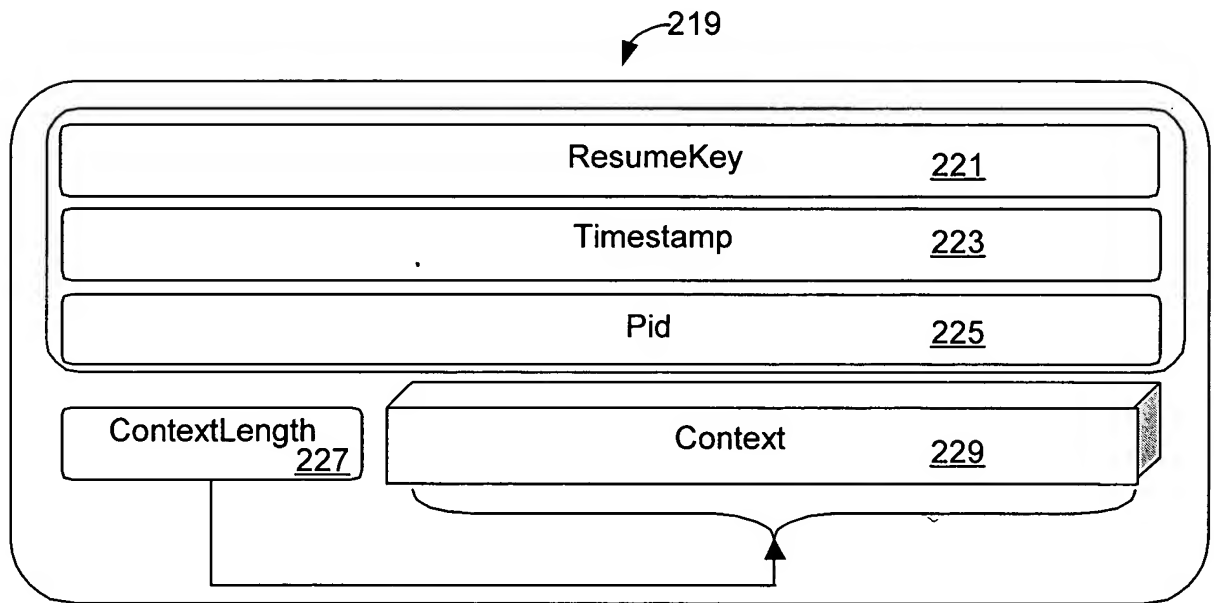 219
ResumeKey 221
Timestamp 223
Pid 225
ContextLength
227
Context 229